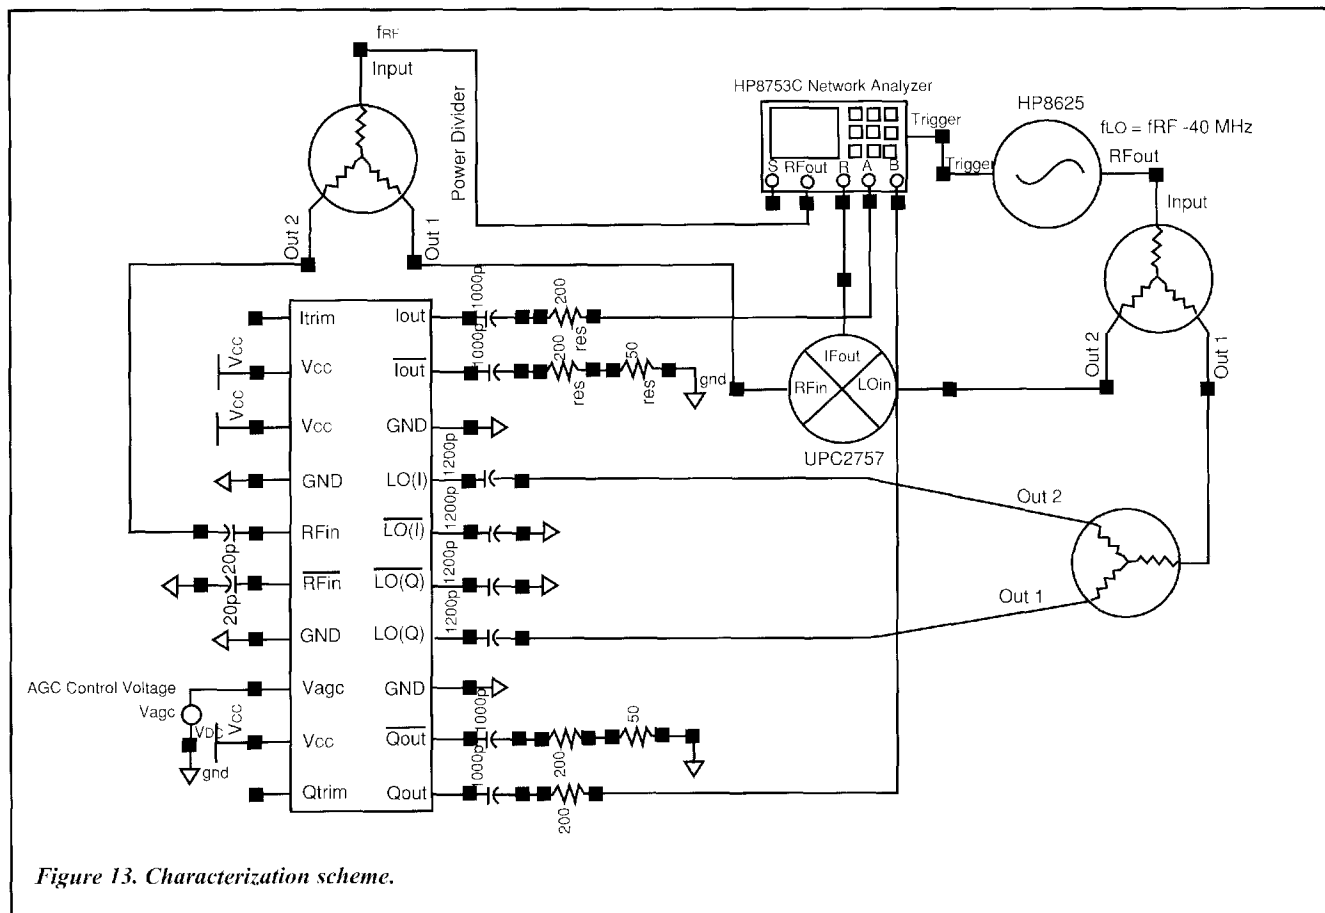 fRF
Input
Power Divider
Out 2
Out 1
HP8753C Network Analyzer
S RFout R A B
Trigger
Trigger
HP8625
fLO = fRF -40 MHz
RFout
Input
Out 2
Out 1
IFout
RFin
LOin
UPC2757
Out 2
Out 1
Itrim
Iout
1000p
200
res
Vcc
Vcc
Iout
1000p
200
res
50
res
gnd
Vcc
Vcc
GND
GND
LO(I)
1200p
RFin
20p
LO(I)
1200p
RFin
20p
LO(Q)
1200p
GND
LO(Q)
1200p
AGC Control Voltage
Vagc
VDC
gnd
Vagc
GND
Vcc
Vcc
Qout
1000p
200
50
Qtrim
Qout
1000p
200
Figure 13. Characterization scheme.